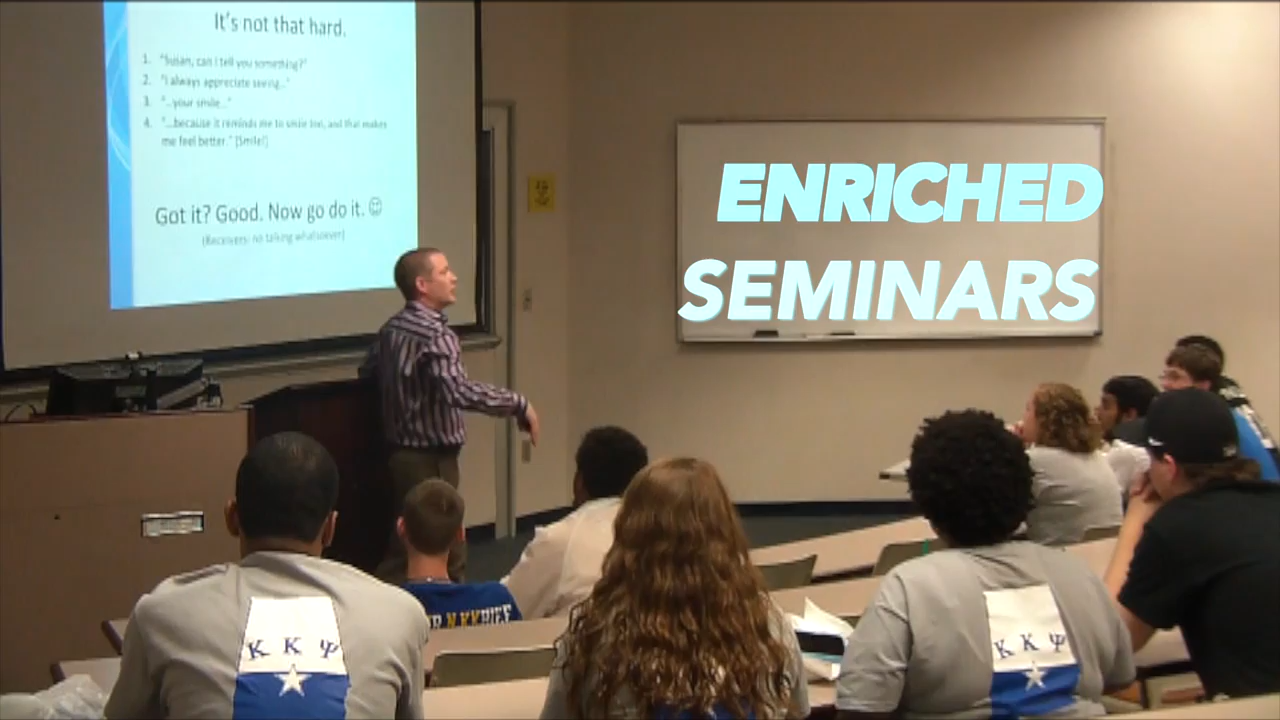 It's not that hard.
1. "Susan, can I tell you something?"
2. "I always appreciate seeing..."
3. "...your smile..."
4. "...because it reminds me to smile too, and that makes
me feel better." [Smile!]
Got it? Good. Now go do it. ☺
(Receivers: no talking whatsoever)
ENRICHED
SEMINARS
Κ Κ Ψ
Κ Κ Ψ